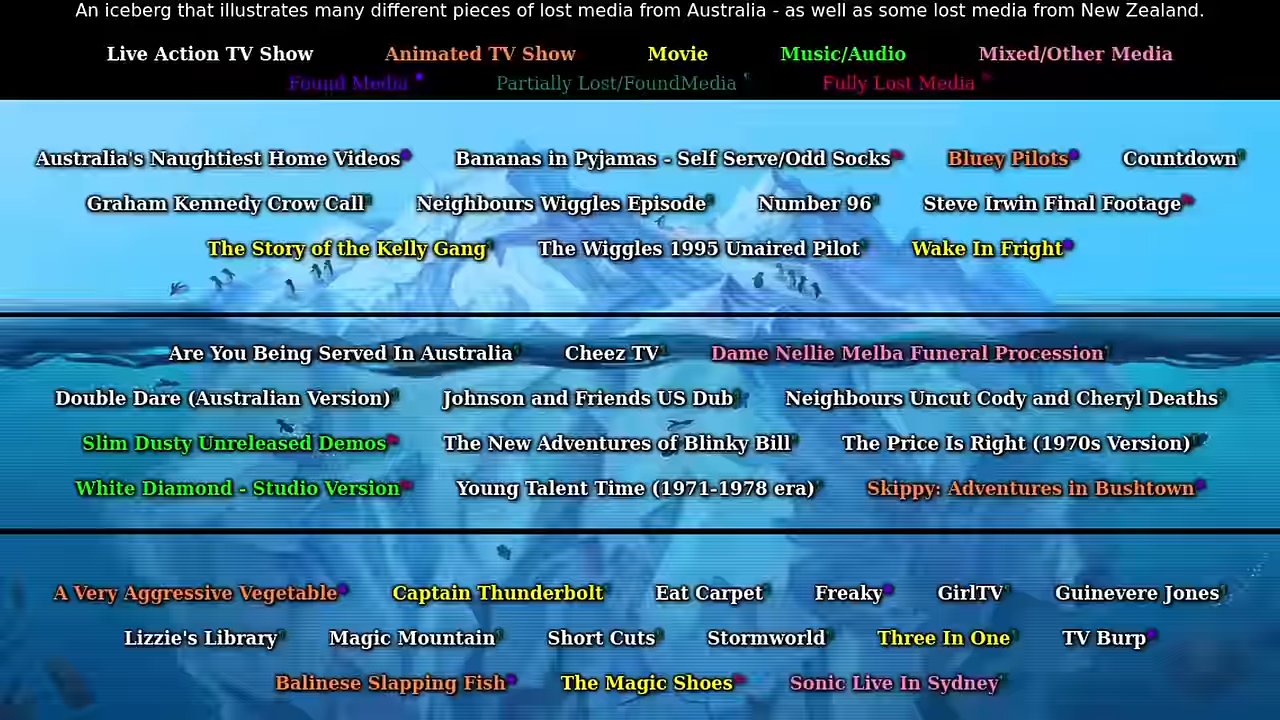 An iceberg that illustrates many different pieces of lost media from Australia - as well as some lost media from New Zealand.
Live Action TV Show Animated TV Show Movie Music/Audio Mixed/Other Media
Found Media Partially Lost/FoundMedia Fully Lost Media
Australia's Naughtiest Home Videos Bananas in Pyjamas - Self Serve/Odd Socks Bluey Pilots Countdown
Graham Kennedy Crow Call Neighbours Wiggles Episode Number 96 Steve Irwin Final Footage
The Story of the Kelly Gang The Wiggles 1995 Unaired Pilot Wake In Fright
Are You Being Served In Australia Cheez TV Dame Nellie Melba Funeral Procession
Double Dare (Australian Version) Johnson and Friends US Dub Neighbours Uncut Cody and Cheryl Deaths
Slim Dusty Unreleased Demos The New Adventures of Blinky Bill The Price Is Right (1970s Version)
White Diamond - Studio Version Young Talent Time (1971-1978 era) Skippy: Adventures in Bushtown
A Very Aggressive Vegetable Captain Thunderbolt Eat Carpet Freaky GirlTV Guinevere Jones
Lizzie's Library Magic Mountain Short Cuts Stormworld Three In One TV Burp
Balinese Slapping Fish The Magic Shoes Sonic Live In Sydney